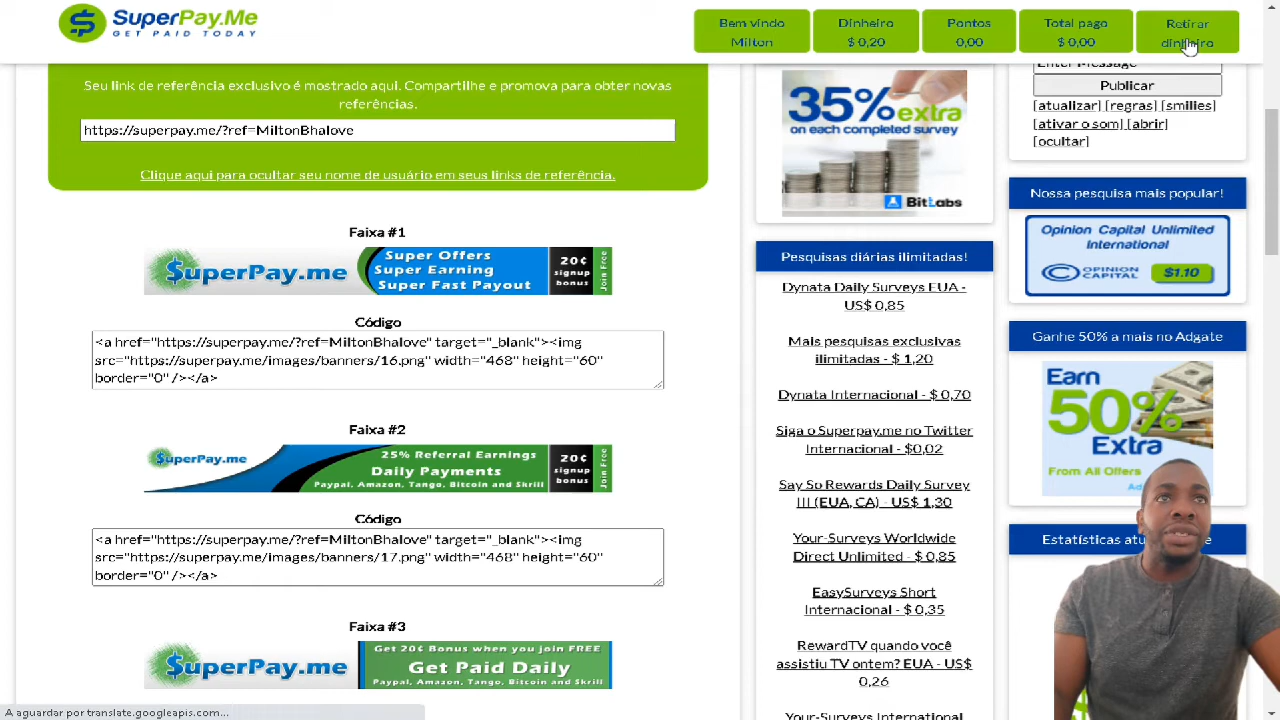 SuperPay.Me
GET PAID TODAY
Bem vindo
Milton
Dinheiro
$ 0,20
Pontos
0,00
Total pago
$ 0,00
Retirar
dinheiro
Seu link de referência exclusivo é mostrado aqui. Compartilhe e promova para obter novas
referências.
https://superpay.me/?ref=MiltonBhalove
Clique aqui para ocultar seu nome de usuário em seus links de referência.
Faixa #1
$uperPay.me
Super Offers
Super Earning
Super Fast Payout
20¢
signup
bonus
Join Free
Código
<a href="https://superpay.me/?ref=MiltonBhalove" target="_blank"><img
src="https://superpay.me/images/banners/16.png" width="468" height="60"
border="0" /></a>
Faixa #2
$uperPay.me
25% Referral Earnings
Daily Payments
Paypal, Amazon, Tango, Bitcoin and Skrill
20¢
signup
bonus
Join Free
Código
<a href="https://superpay.me/?ref=MiltonBhalove" target="_blank"><img
src="https://superpay.me/images/banners/17.png" width="468" height="60"
border="0" /></a>
Faixa #3
$uperPay.me
Get 20¢ Bonus when you join FREE
Get Paid Daily
Paypal, Amazon, Tango, Bitcoin and Skrill
35% extra
on each completed survey
BitLabs
Pesquisas diárias ilimitadas!
Dynata Daily Surveys EUA -
US$ 0,85
Mais pesquisas exclusivas
ilimitadas - $ 1,20
Dynata Internacional - $ 0,70
Siga o Superpay.me no Twitter
Internacional - $0,02
Say So Rewards Daily Survey
III (EUA, CA) - US$ 1,30
Your-Surveys Worldwide
Direct Unlimited - $ 0,85
EasySurveys Short
Internacional - $ 0,35
RewardTV quando você
assistiu TV ontem? EUA - US$
0,26
Your-Surveys International
Enter Message
Publicar
[atualizar] [regras] [smilies]
[ativar o som] [abrir]
[ocultar]
Nossa pesquisa mais popular!
Opinion Capital Unlimited
International
OPINION
CAPITAL
$1.10
Ganhe 50% a mais no Adgate
Earn
50%
Extra
From All Offers
A aguardar por translate.googleapis.com...